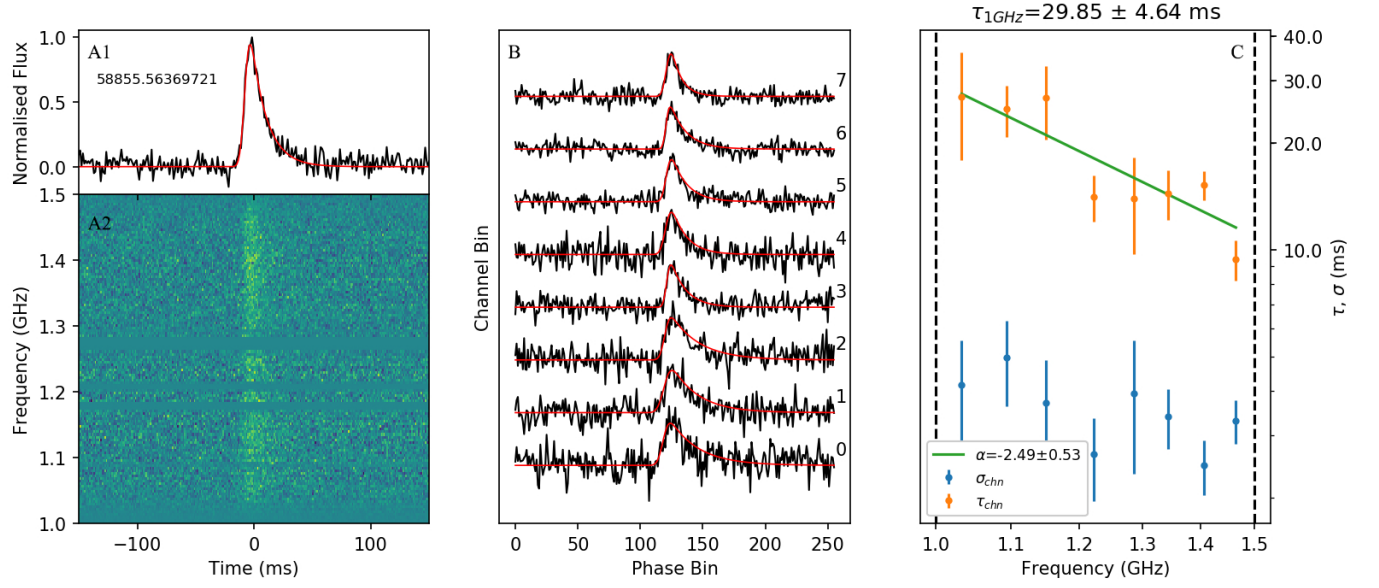 A1
58855.56369721
Normalised Flux
1.0
0.5
0.0
A2
Frequency (GHz)
1.5
1.4
1.3
1.2
1.1
1.0
−100
0
100
Time (ms)
B
Channel Bin
7
6
5
4
3
2
1
0
0
50
100
150
200
250
Phase Bin
τ1GHz=29.85 ± 4.64 ms
C
40.0
30.0
20.0
10.0
τ, σ (ms)
α=-2.49±0.53
σchn
τchn
1.0
1.1
1.2
1.3
1.4
1.5
Frequency (GHz)